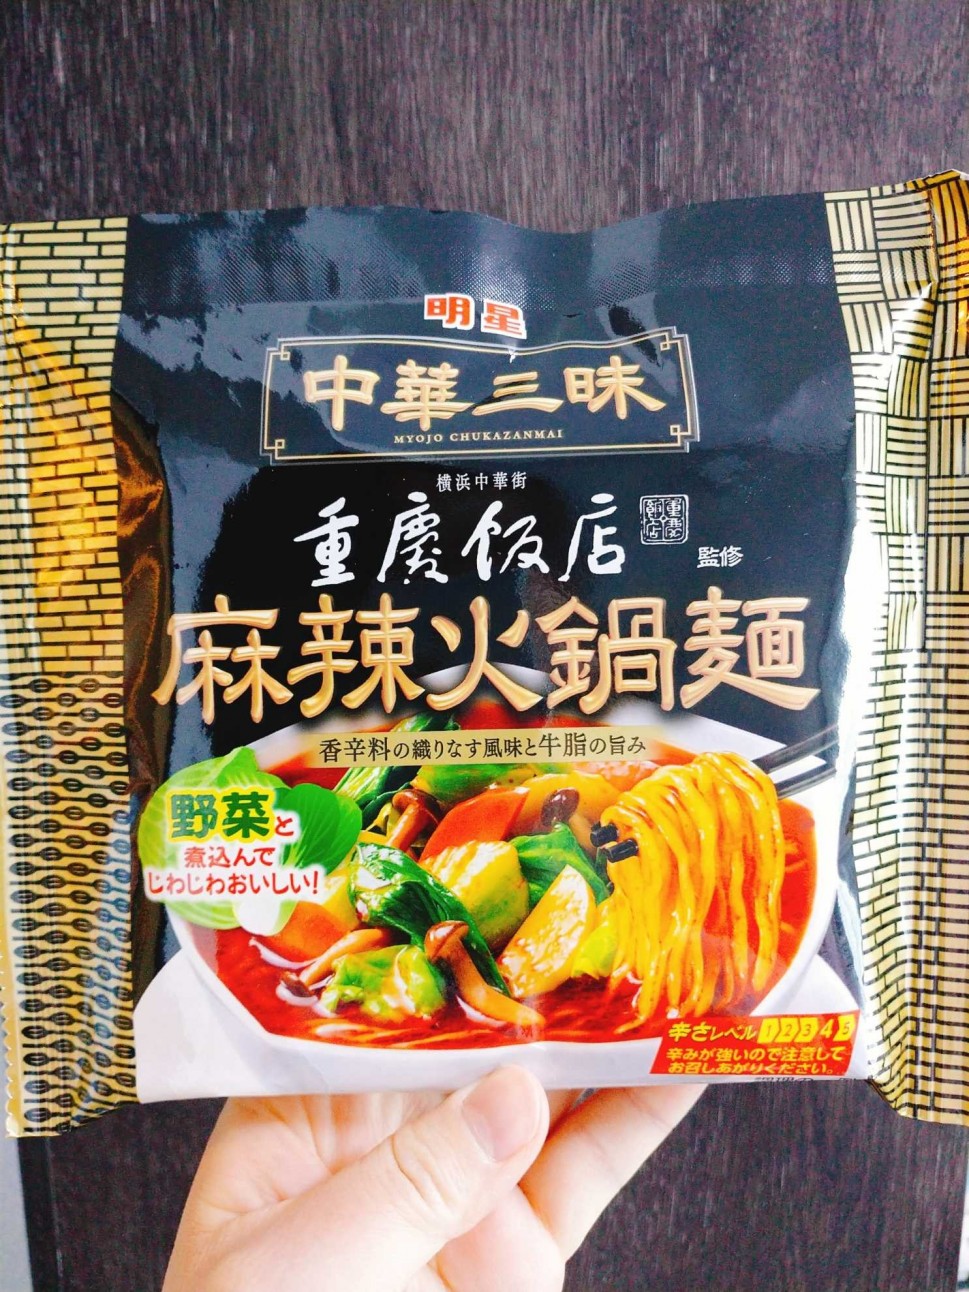 明星
中華三昧
MYOJO CHUKAZANMAI
横浜中華街
重慶飯店
重慶飯店
監修
麻辣火鍋麺
香辛料の織りなす風味と牛脂の旨み
野菜と
煮込んで
じわじわおいしい!
辛さレベル 1 2 3 4 5
辛みが強いので注意して
お召しあがりください。